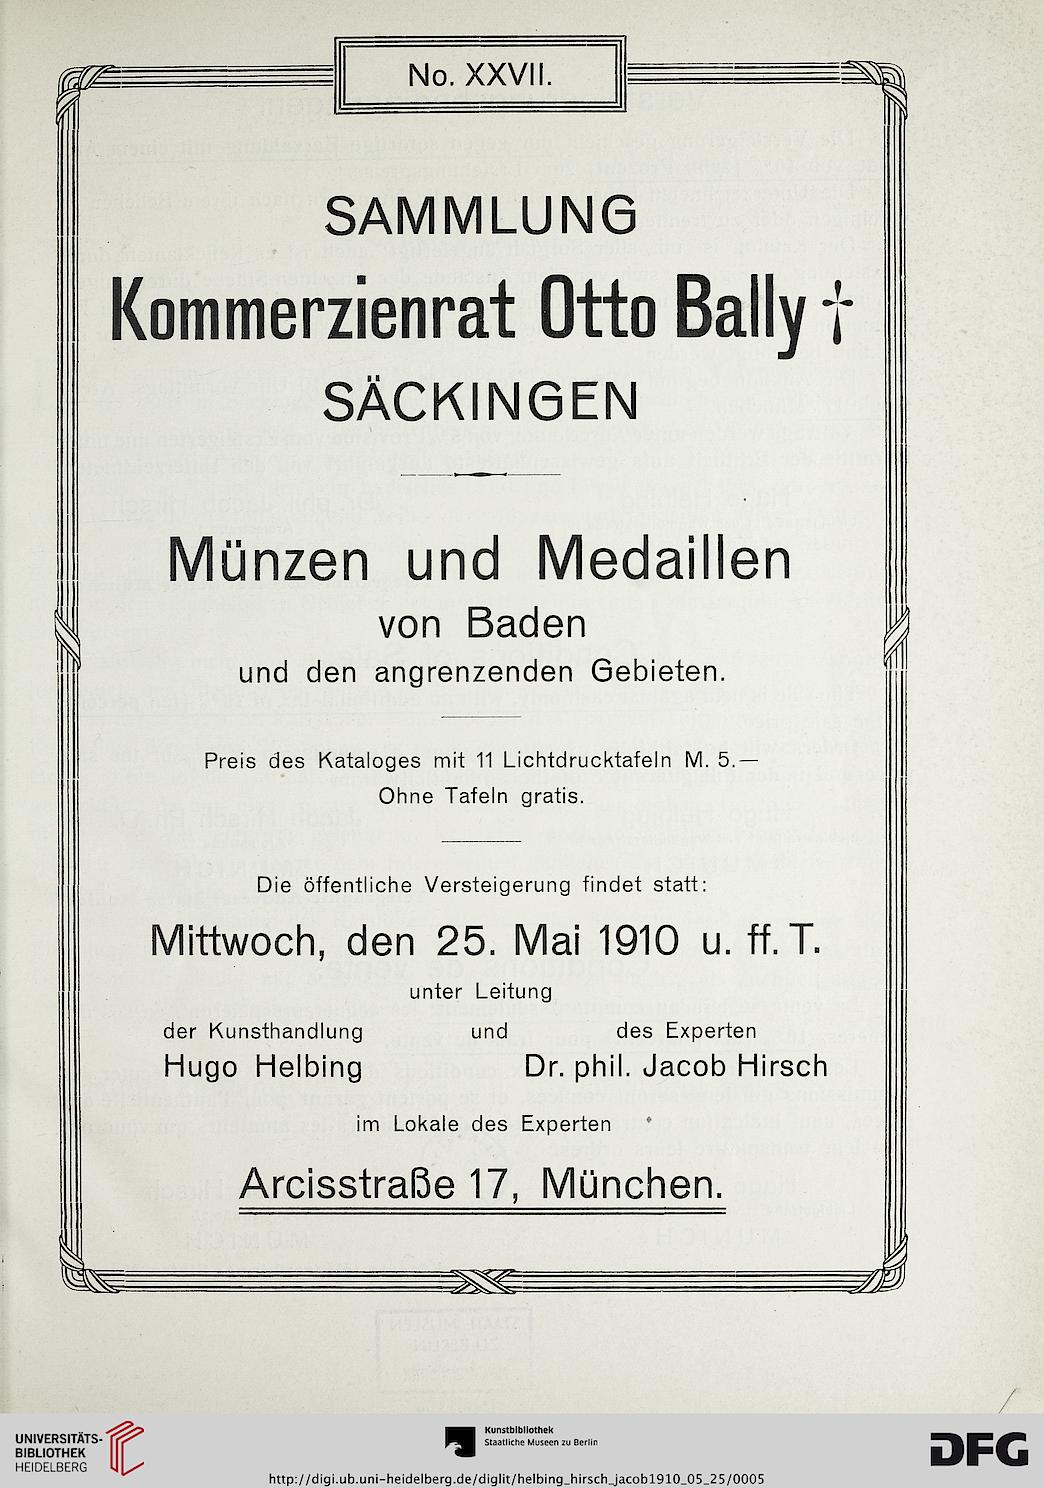 No. XXVII.
SAMMLUNG
Kommerzienrat Otto Bally †
SÄCKINGEN
Münzen und Medaillen
von Baden
und den angrenzenden Gebieten.
Preis des Kataloges mit 11 Lichtdrucktafeln M. 5.—
Ohne Tafeln gratis.
Die öffentliche Versteigerung findet statt:
Mittwoch, den 25. Mai 1910 u. ff. T.
unter Leitung
der Kunsthandlung und des Experten
Hugo Helbing Dr. phil. Jacob Hirsch
im Lokale des Experten
Arcisstraße 17, München.
UNIVERSITÄTS-
BIBLIOTHEK
HEIDELBERG
Kunstbibliothek
Staatliche Museen zu Berlin
DFG
http://digi.ub.uni-heidelberg.de/diglit/helbing_hirsch_jacob1910_05_25/0005